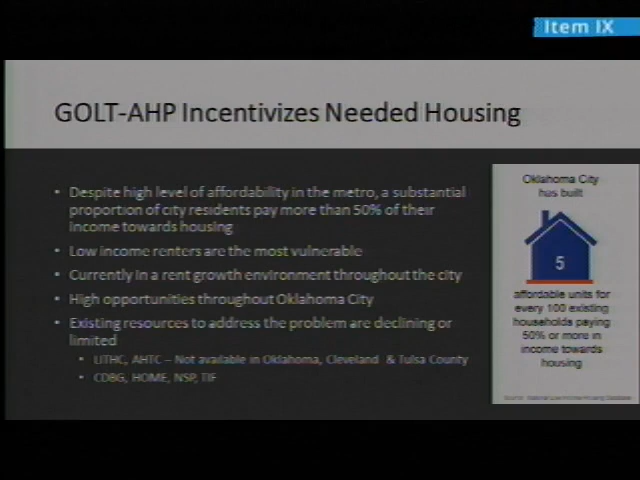 Item IX
GOLT-AHP Incentivizes Needed Housing
• Despite high level of affordability in the metro, a substantial
proportion of city residents pay more than 50% of their
income towards housing
• Low income renters are the most vulnerable
• Currently in a rent growth environment throughout the city
• High opportunities throughout Oklahoma City
• Existing resources to address the problem are declining or
limited
• LITHC, AHTC – Not available in Oklahoma, Cleveland & Tulsa County
• CDBG, HOME, NSP, TIF
Oklahoma City
has built
5
affordable units for
every 100 existing
households paying
50% or more in
income towards
housing